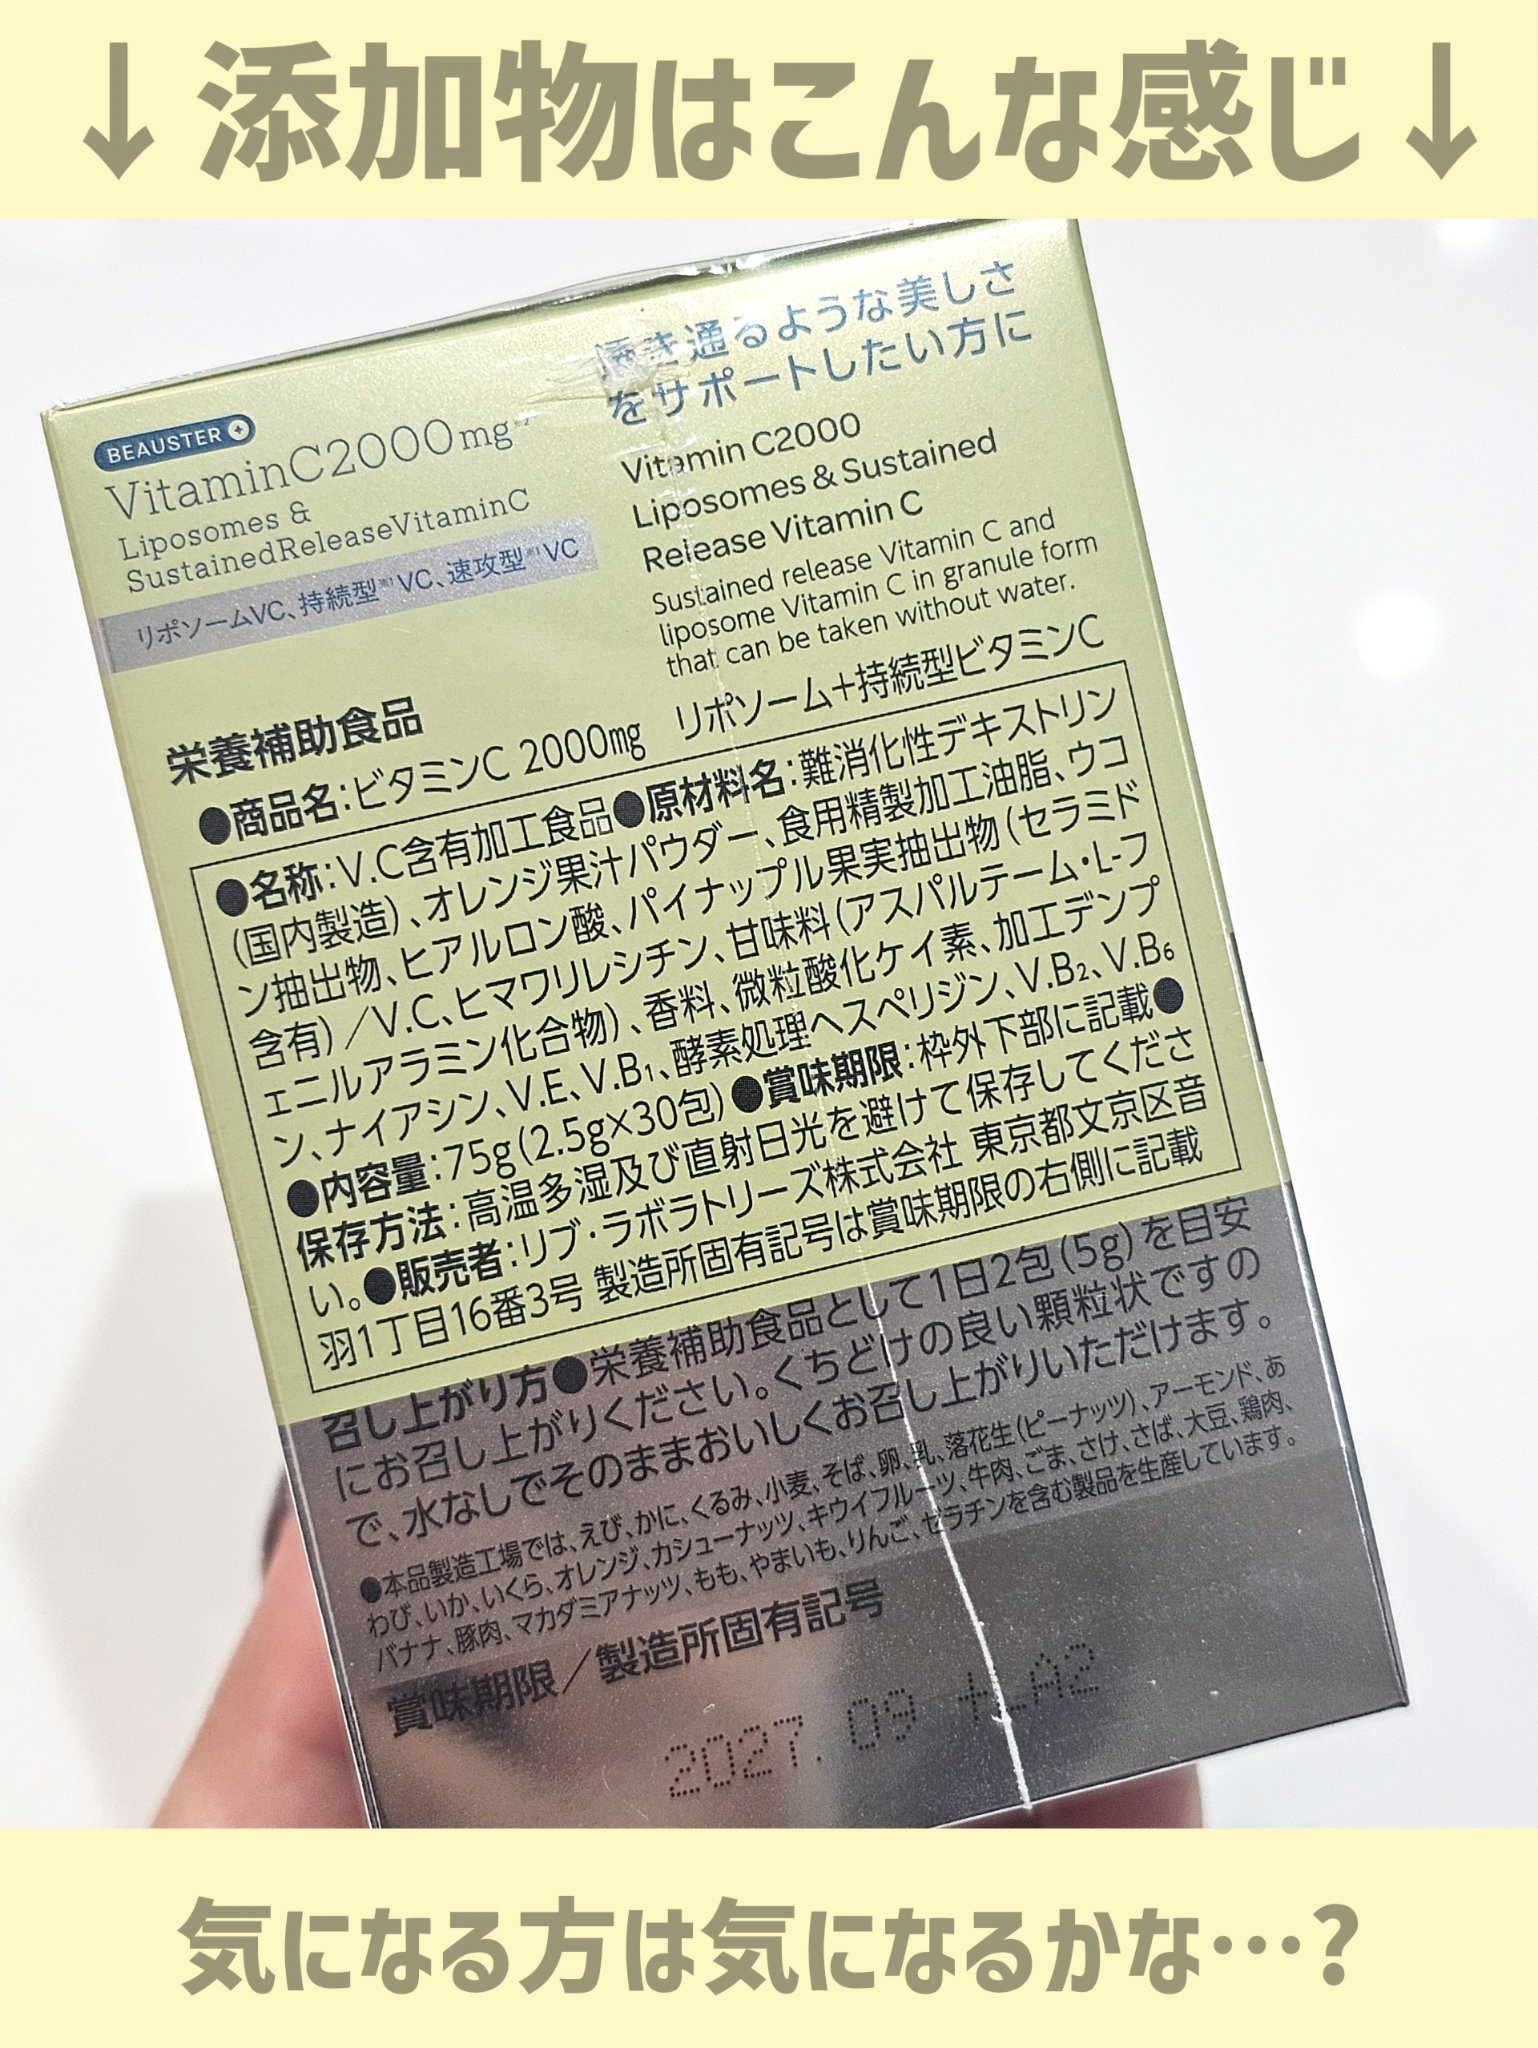 ↓添加物はこんな感じ↓
BEAUSTER
VitaminC2000mg※2
Liposomes &
SustainedReleaseVitaminC
リポソームVC、持続型※1VC、速攻型※1VC
透き通るような美しさ
をサポートしたい方に
Vitamin C2000
Liposomes & Sustained
Release Vitamin C
Sustained release Vitamin C and
liposome Vitamin C in granule form
that can be taken without water.
栄養補助食品
●商品名：ビタミンC 2000mg リポソーム+持続型ビタミンC
●名称：V.C含有加工食品●原材料名：難消化性デキストリン
（国内製造）、オレンジ果汁パウダー、食用精製加工油脂、ウコ
ン抽出物、ヒアルロン酸、パイナップル果実抽出物（セラミド
含有）／V.C、ヒマワリレシチン、甘味料（アスパルテーム・L-フ
ェニルアラミン化合物）、香料、微粒酸化ケイ素、加工デンプ
ン、ナイアシン、V.E、V.B₁、酵素処理ヘスペリジン、V.B₂、V.B₆
●内容量：75g（2.5g×30包）●賞味期限：枠外下部に記載●
保存方法：高温多湿及び直射日光を避けて保存してくださ
い。●販売者：リブ・ラボラトリーズ株式会社 東京都文京区音
羽1丁目16番3号 製造所固有記号は賞味期限の右側に記載
召し上がり方●栄養補助食品として1日2包（5g）を目安
にお召し上がりください。くちどけの良い顆粒状ですの
で、水なしでそのままおいしくお召し上がりいただけます。
●本品製造工場では、えび、かに、くるみ、小麦、そば、卵、乳、落花生（ピーナッツ）、アーモンド、あ
わび、いか、いくら、オレンジ、カシューナッツ、キウイフルーツ、牛肉、ごま、さけ、さば、大豆、鶏肉、
バナナ、豚肉、マカダミアナッツ、もも、やまいも、りんご、ゼラチンを含む製品を生産しています。
賞味期限／製造所固有記号
2027.09
A2
気になる方は気になるかな…?